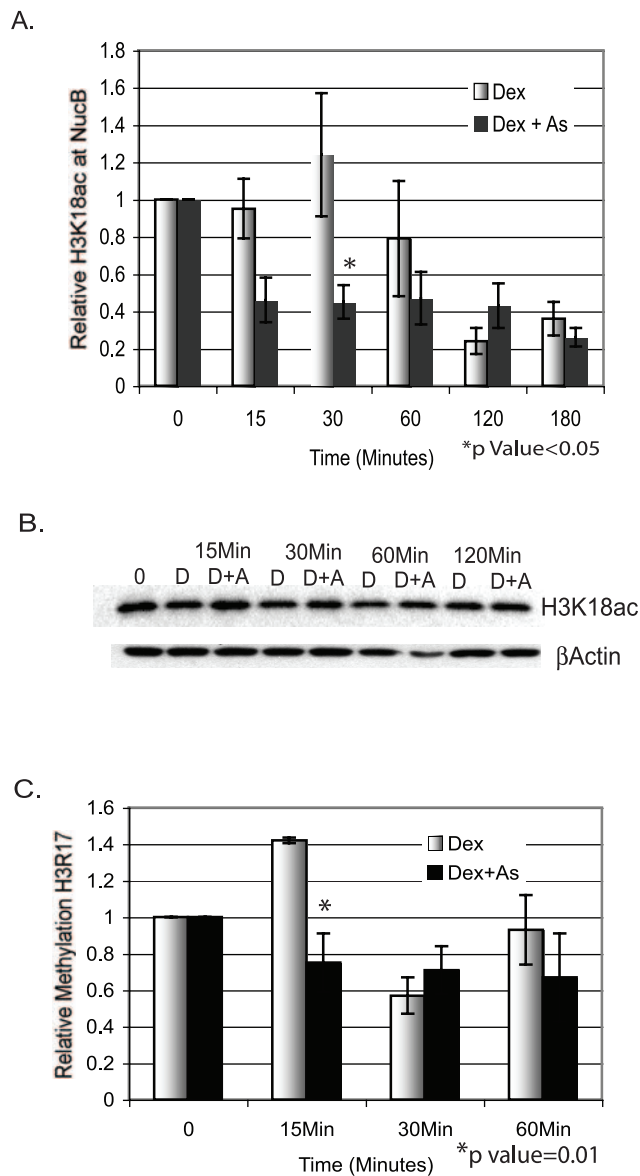 A.
Relative H3K18ac at NucB
1.8
1.6
1.4
1.2
1
0.8
0.6
0.4
0.2
0
Dex
Dex + As
*
0 15 30 60 120 180
Time (Minutes)
*p Value<0.05
B.
15Min 30Min 60Min 120Min
0 D D+A D D+A D D+A D D+A
H3K18ac
βActin
C.
Relative Methylation H3R17
1.6
1.4
1.2
1
0.8
0.6
0.4
0.2
0
Dex
Dex+As
*
0 15Min 30Min 60Min
Time (Minutes)
*p value=0.01